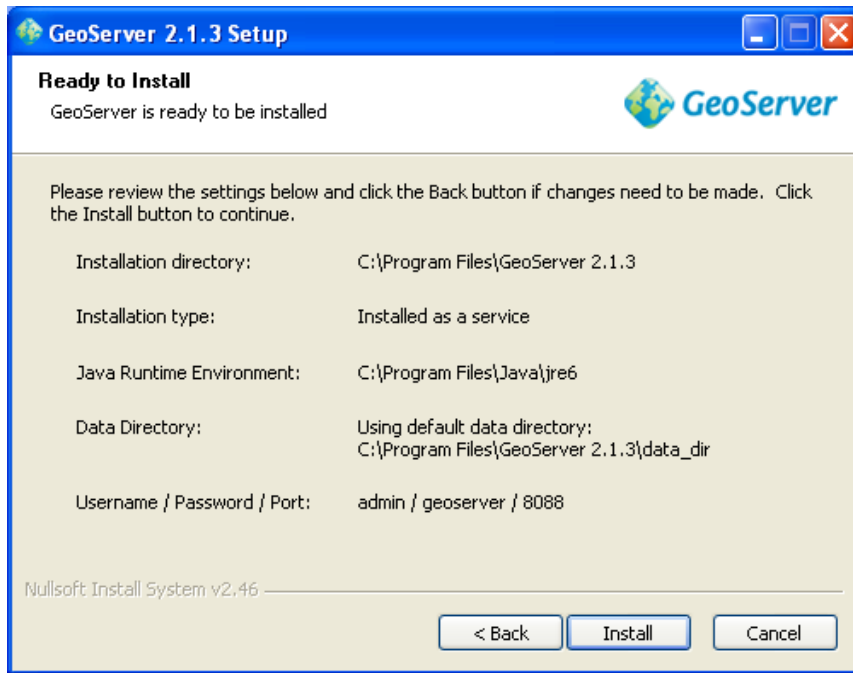 GeoServer 2.1.3 Setup
Ready to Install
GeoServer is ready to be installed
GeoServer
Please review the settings below and click the Back button if changes need to be made.  Click
the Install button to continue.
Installation directory: C:\Program Files\GeoServer 2.1.3
Installation type: Installed as a service
Java Runtime Environment: C:\Program Files\Java\jre6
Data Directory: Using default data directory:
C:\Program Files\GeoServer 2.1.3\data_dir
Username / Password / Port: admin / geoserver / 8088
Nullsoft Install System v2.46
< Back Install Cancel